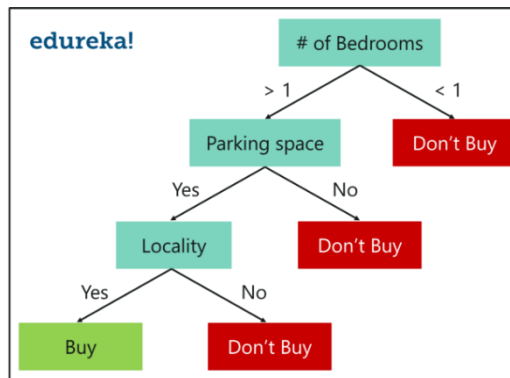 edureka!
# of Bedrooms
> 1
< 1
Parking space
Don't Buy
Yes
No
Locality
Don't Buy
Yes
No
Buy
Don't Buy